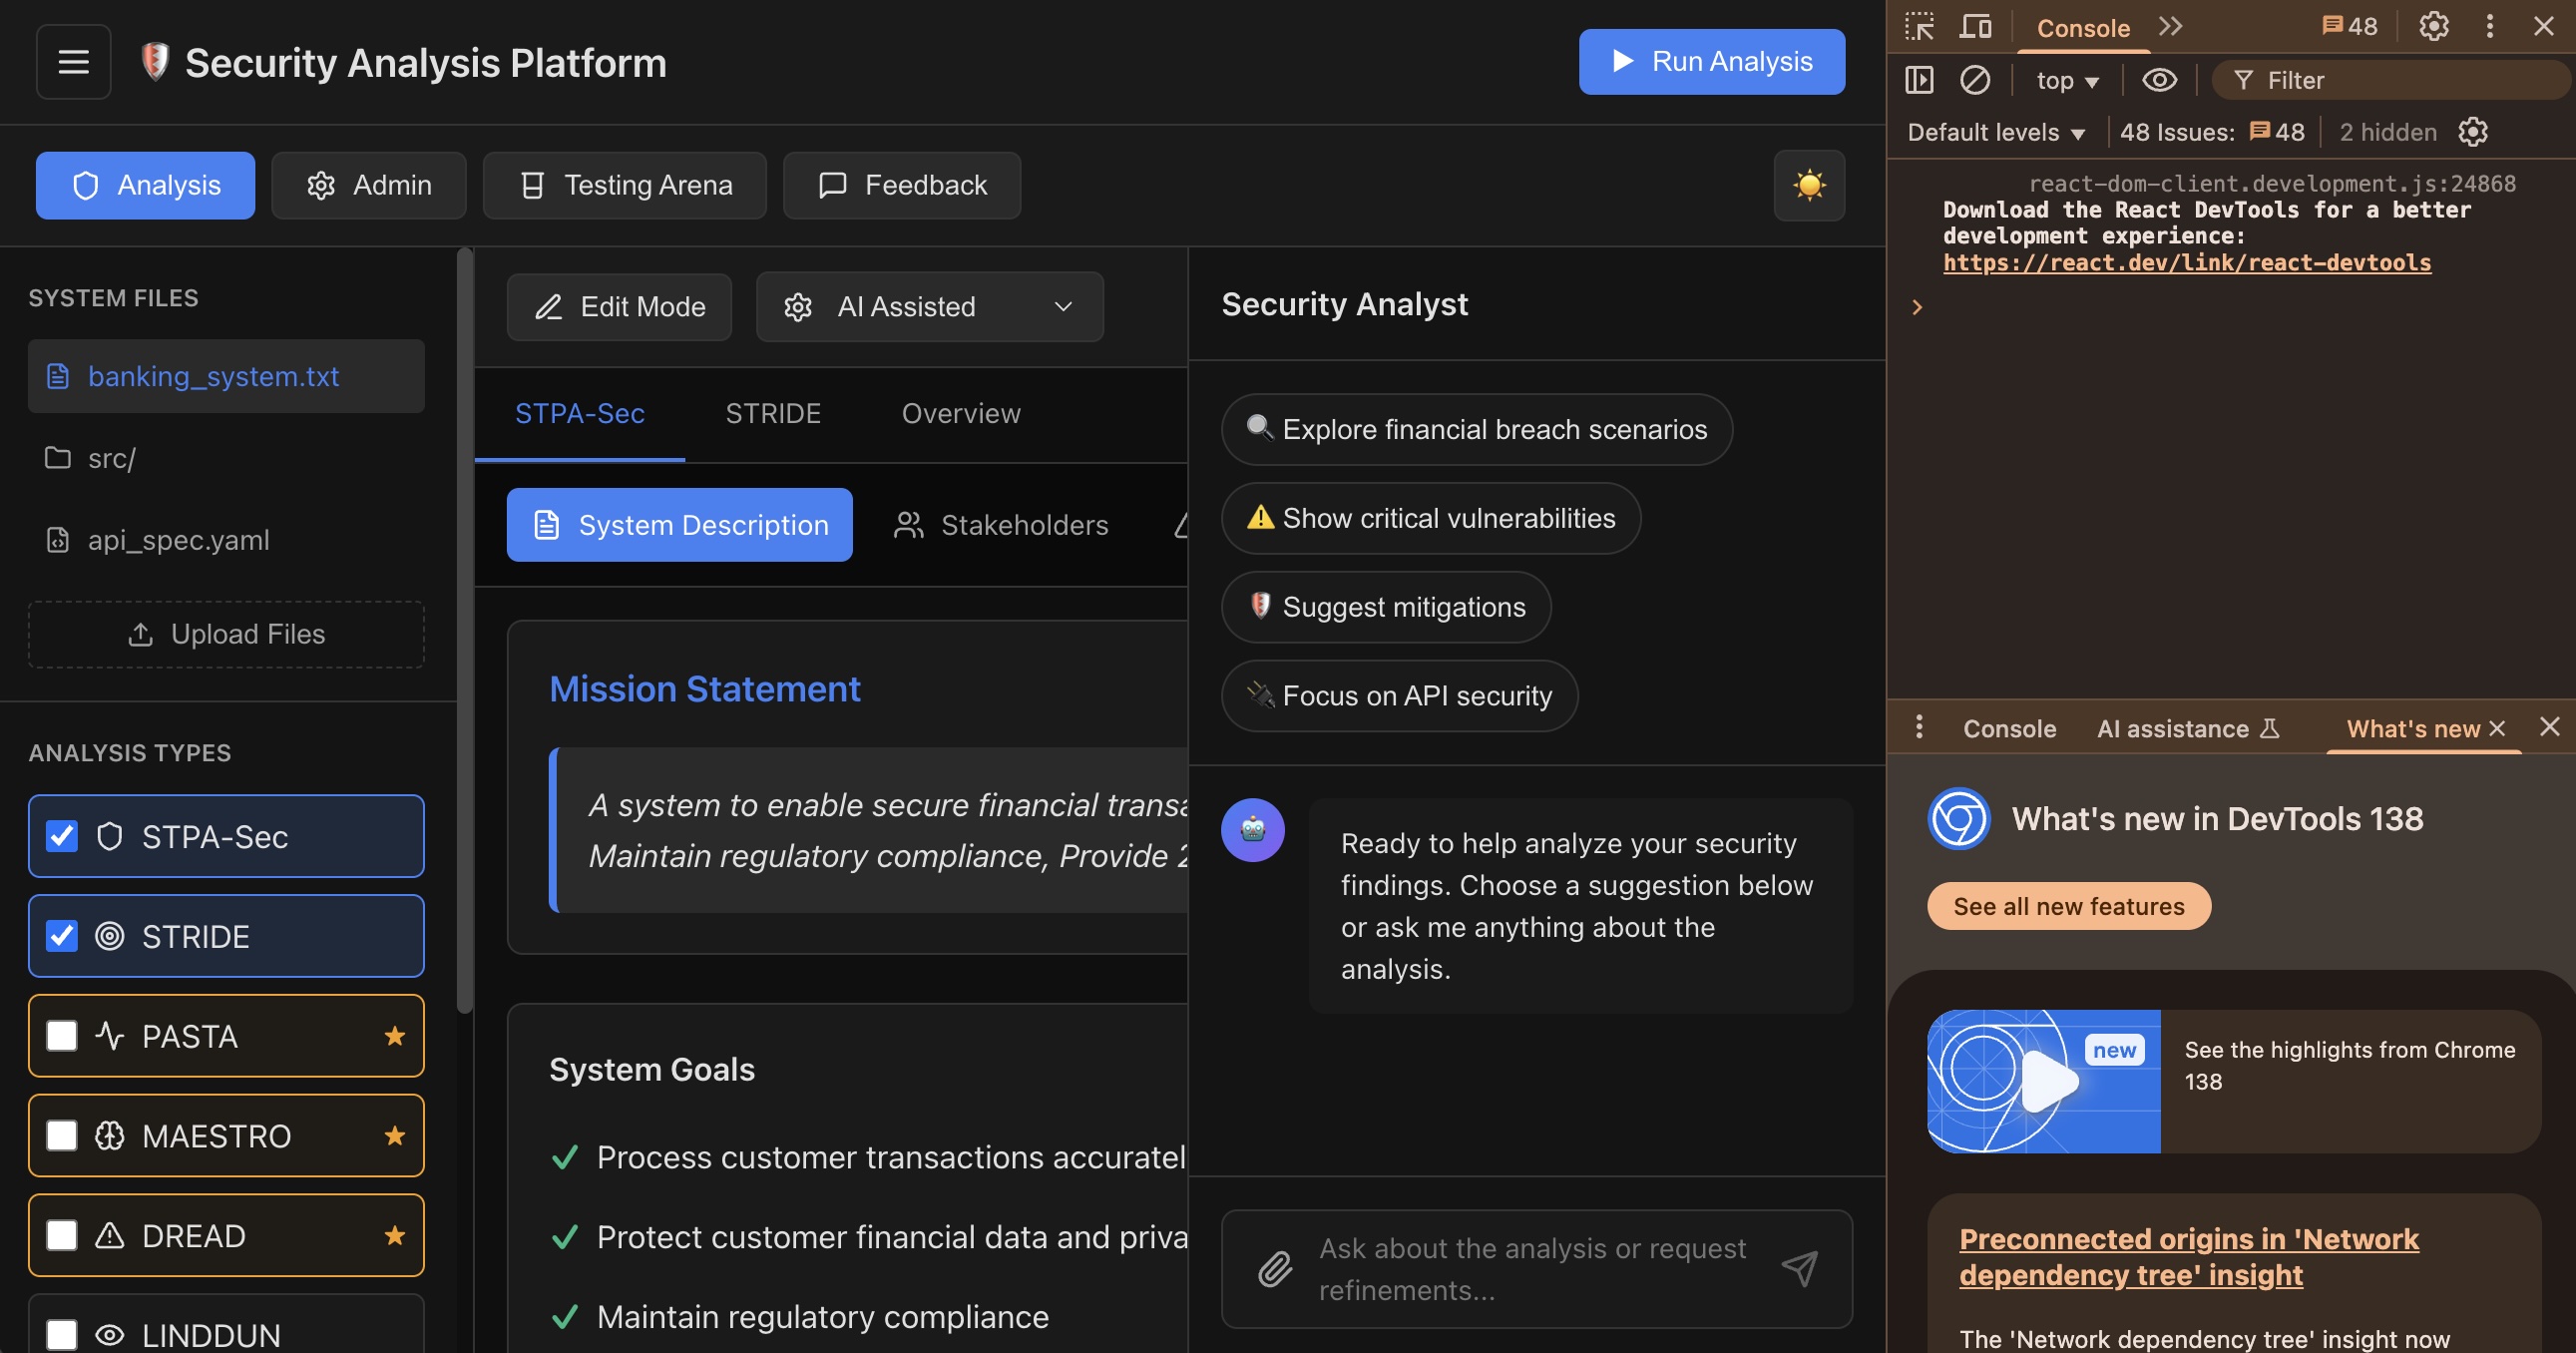 Security Analysis Platform
Run Analysis
Analysis
Admin
Testing Arena
Feedback
SYSTEM FILES
banking_system.txt
src/
api_spec.yaml
Upload Files
ANALYSIS TYPES
STPA-Sec
STRIDE
PASTA
MAESTRO
DREAD
LINDDUN
Edit Mode
AI Assisted
STPA-Sec
STRIDE
Overview
System Description
Stakeholders
Mission Statement
A system to enable secure financial transa
Maintain regulatory compliance, Provide 2
System Goals
Process customer transactions accuratel
Protect customer financial data and priva
Maintain regulatory compliance
Security Analyst
Explore financial breach scenarios
Show critical vulnerabilities
Suggest mitigations
Focus on API security
Ready to help analyze your security
findings. Choose a suggestion below
or ask me anything about the
analysis.
Ask about the analysis or request
refinements...
Console
48
top
Filter
Default levels
48 Issues:
48
2 hidden
react-dom-client.development.js:24868
Download the React DevTools for a better
development experience:
https://react.dev/link/react-devtools
Console
AI assistance
What's new
What's new in DevTools 138
See all new features
new
See the highlights from Chrome
138
Preconnected origins in 'Network
dependency tree' insight
The 'Network dependency tree' insight now